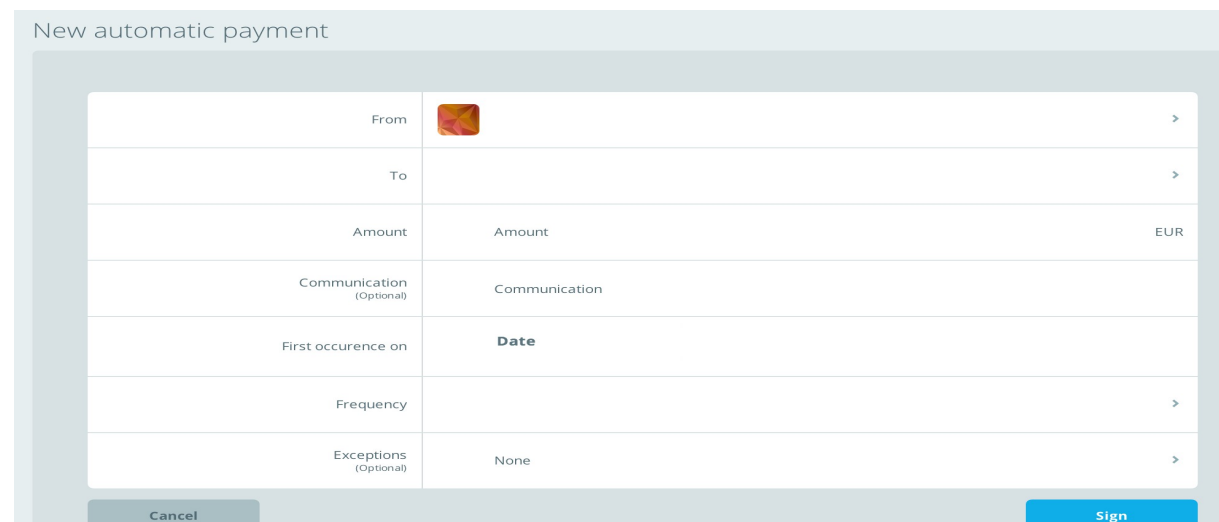 New automatic payment
From
To
Amount Amount EUR
Communication
(Optional)
Communication
First occurence on Date
Frequency
Exceptions
(Optional)
None
Cancel Sign